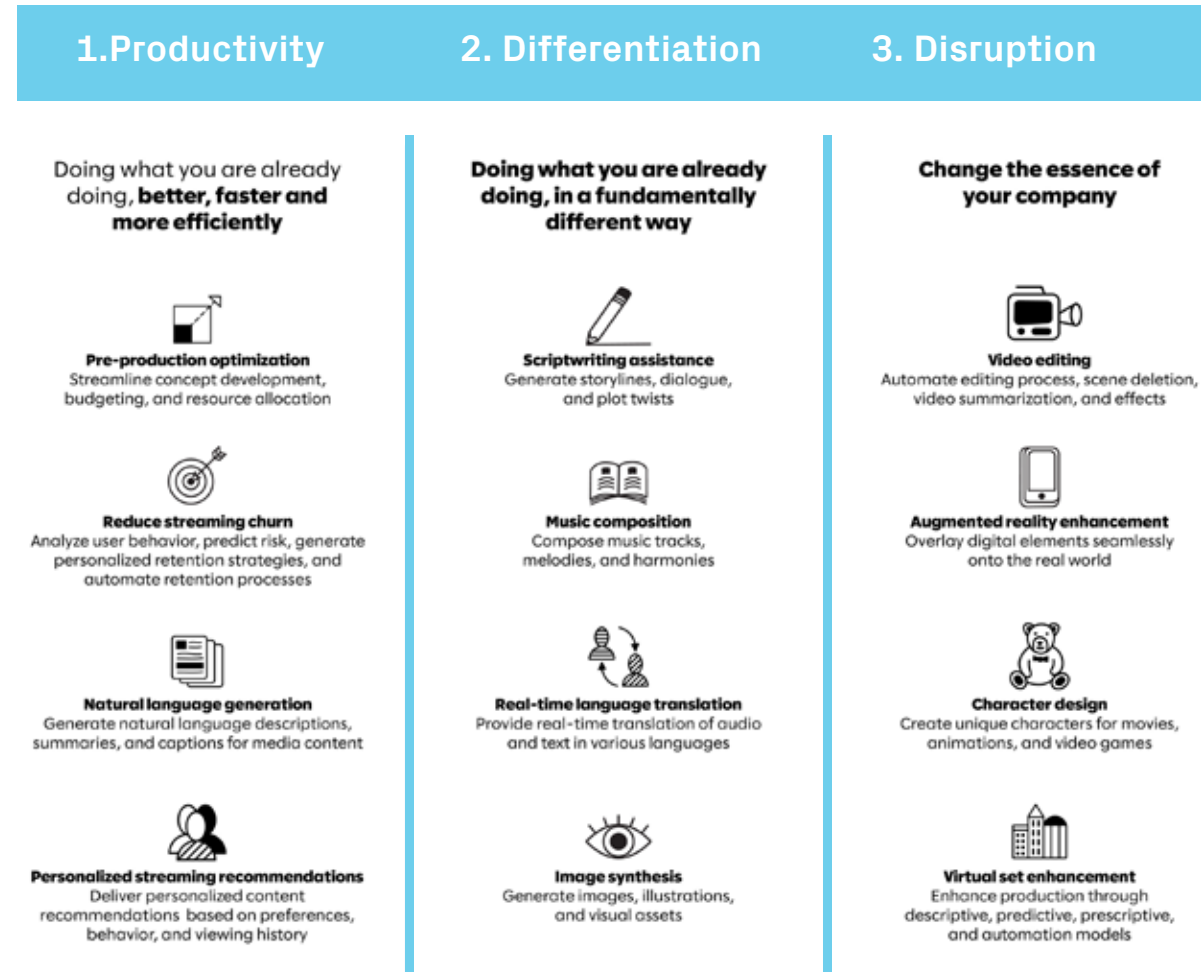 1.Productivity
2. Differentiation
3. Disruption
Doing what you are already
doing, better, faster and
more efficiently
Pre-production optimization
Streamline concept development,
budgeting, and resource allocation
Reduce streaming churn
Analyze user behavior, predict risk, generate
personalized retention strategies, and
automate retention processes
Natural language generation
Generate natural language descriptions,
summaries, and captions for media content
Personalized streaming recommendations
Deliver personalized content
recommendations based on preferences,
behavior, and viewing history
Doing what you are already
doing, in a fundamentally
different way
Scriptwriting assistance
Generate storylines, dialogue,
and plot twists
Music composition
Compose music tracks,
melodies, and harmonies
Real-time language translation
Provide real-time translation of audio
and text in various languages
Image synthesis
Generate images, illustrations,
and visual assets
Change the essence of
your company
Video editing
Automate editing process, scene deletion,
video summarization, and effects
Augmented reality enhancement
Overlay digital elements seamlessly
onto the real world
Character design
Create unique characters for movies,
animations, and video games
Virtual set enhancement
Enhance production through
descriptive, predictive, prescriptive,
and automation models